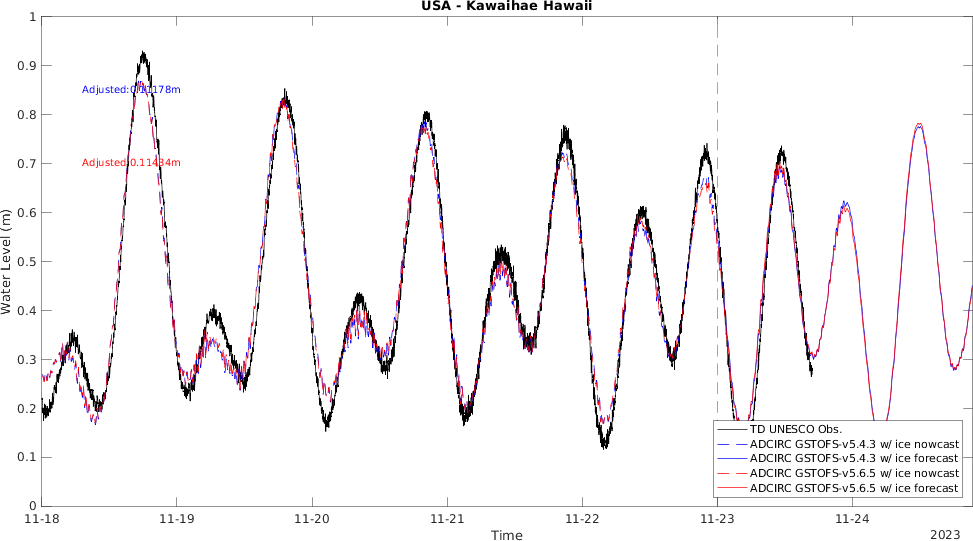 USA - Kawaihae Hawaii
1
0.9
Adjusted:0.11178m
0.8
0.7
Adjusted:0.11434m
0.6
Water Level (m)
0.5
0.4
0.3
0.2
0.1
0
TD UNESCO Obs.
ADCIRC GSTOFS-v5.4.3 w/ ice nowcast
ADCIRC GSTOFS-v5.4.3 w/ ice forecast
ADCIRC GSTOFS-v5.6.5 w/ ice nowcast
ADCIRC GSTOFS-v5.6.5 w/ ice forecast
11-18 11-19 11-20 11-21 11-22 11-23 11-24
Time
2023